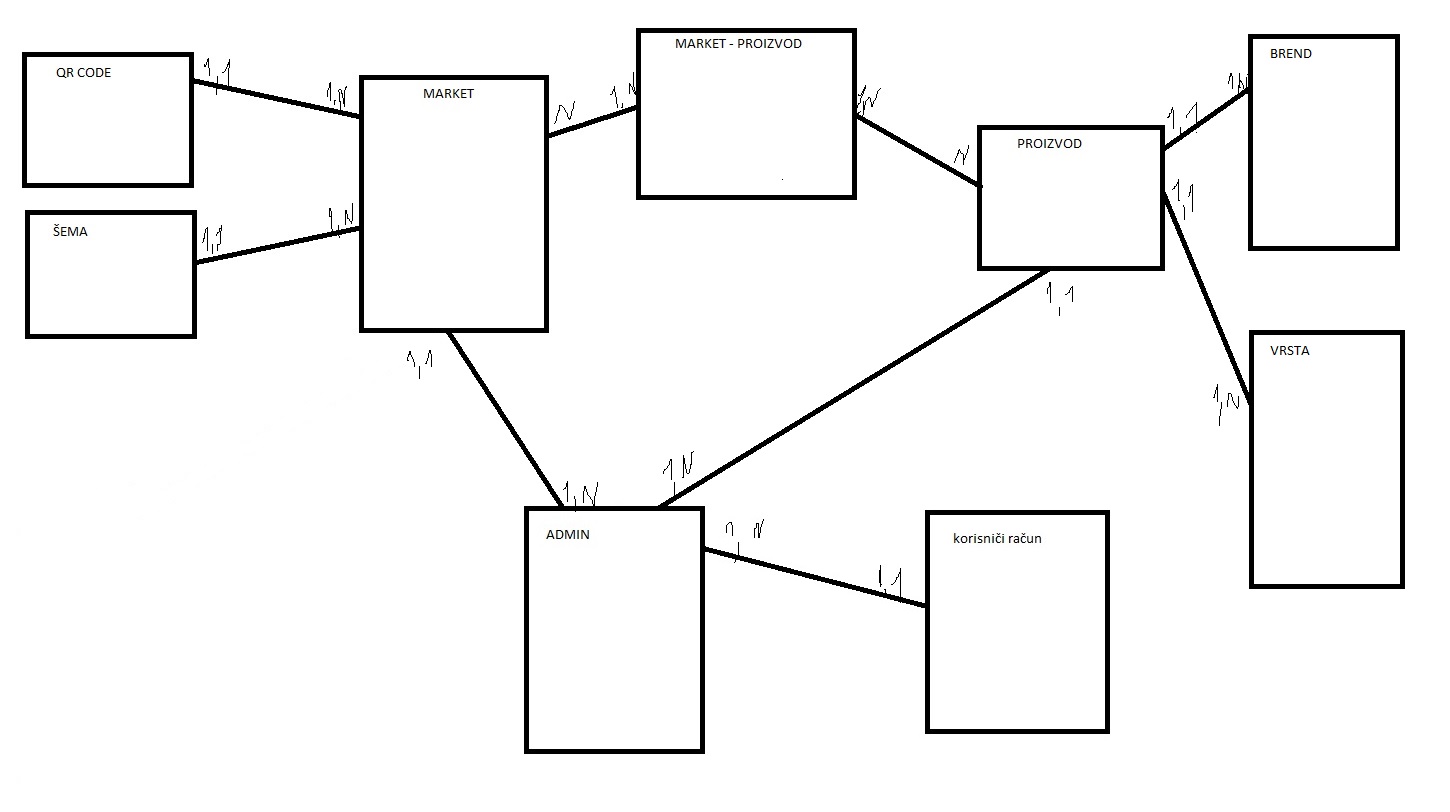 MARKET - PROIZVOD
BREND
QR CODE
1,1
1,N
MARKET
N
1,N
N
1,1
1,N
PROIZVOD
ŠEMA
1,1
1,N
1,1
1,1
1,1
VRSTA
1,N
1,N
1,N
ADMIN
1,N
1,1
korisniči račun